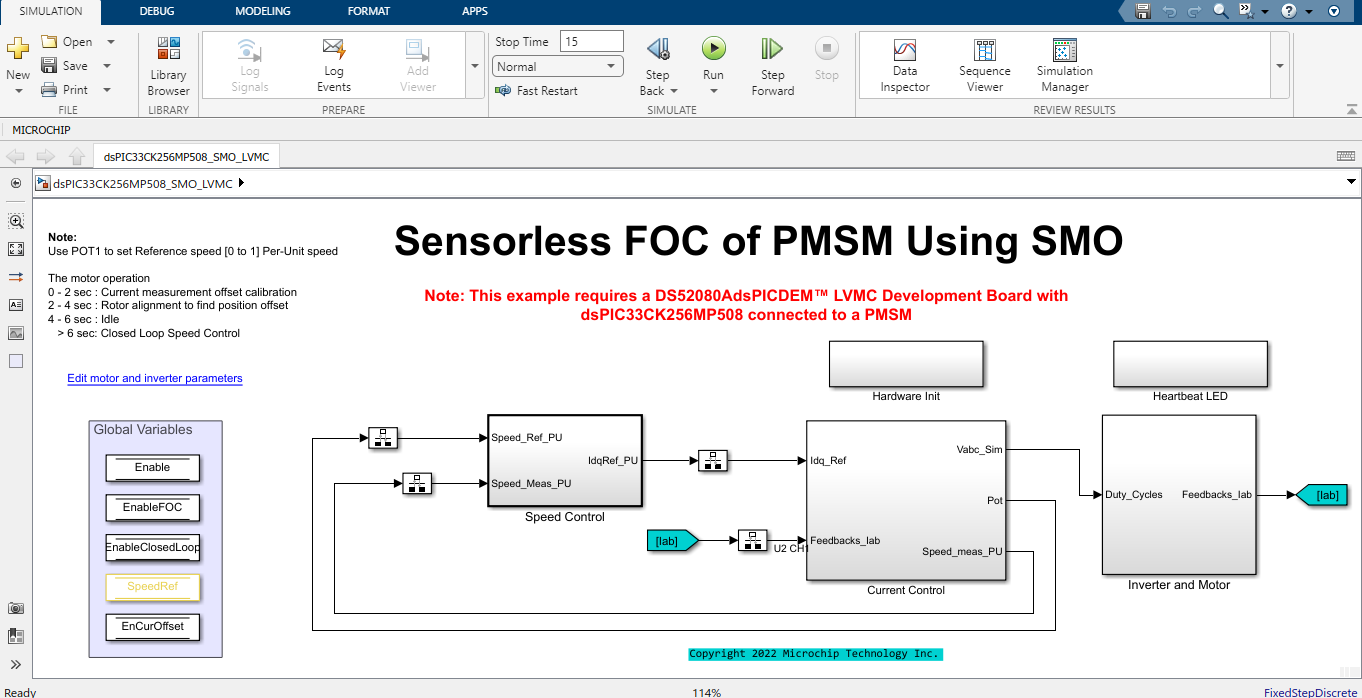 SIMULATION DEBUG MODELING FORMAT APPS
New
Open
Save
Print
FILE
Library
Browser
LIBRARY
Log
Signals
Log
Events
Add
Viewer
PREPARE
Stop Time 15
Normal
Fast Restart
Step
Back
Run
Step
Forward
Stop
SIMULATE
Data
Inspector
Sequence
Viewer
Simulation
Manager
REVIEW RESULTS
MICROCHIP
dsPIC33CK256MP508_SMO_LVMC
dsPIC33CK256MP508_SMO_LVMC
Note:
Use POT1 to set Reference speed [0 to 1] Per-Unit speed
The motor operation
0 - 2 sec : Current measurement offset calibration
2 - 4 sec : Rotor alignment to find position offset
4 - 6 sec : Idle
> 6 sec: Closed Loop Speed Control
Edit motor and inverter parameters
Sensorless FOC of PMSM Using SMO
Note: This example requires a DS52080AdsPICDEM™ LVMC Development Board with
dsPIC33CK256MP508 connected to a PMSM
Hardware Init
Heartbeat LED
Global Variables
Enable
EnableFOC
EnableClosedLoop
SpeedRef
EnCurOffset
Speed_Ref_PU
IdqRef_PU
Speed_Meas_PU
Speed Control
[Iab]
U2 CH1
Idq_Ref
Feedbacks_Iab
Vabc_Sim
Pot
Speed_meas_PU
Current Control
Duty_Cycles
Feedbacks_Iab
Inverter and Motor
[Iab]
Copyright 2022 Microchip Technology Inc.
Ready 114% FixedStepDiscrete